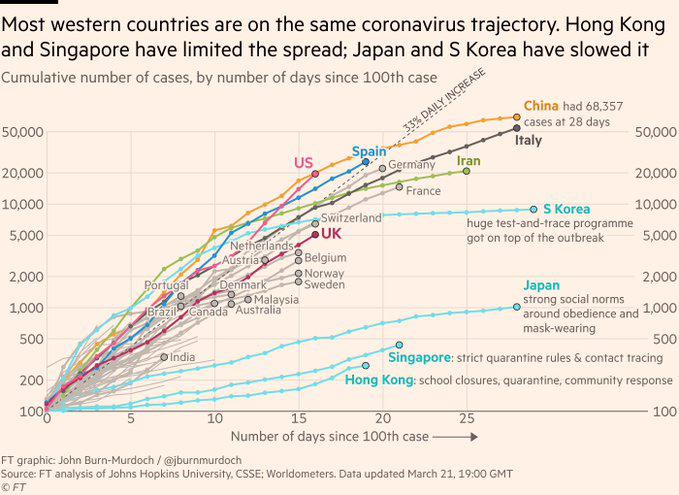 Most western countries are on the same coronavirus trajectory. Hong Kong
and Singapore have limited the spread; Japan and S Korea have slowed it
Cumulative number of cases, by number of days since 100th case
33% DAILY INCREASE
China had 68,357
cases at 28 days
50,000
50,000
Italy
Spain
US
Germany
Iran
20,000
20,000
France
10,000
10,000
S Korea
huge test-and-trace programme
got on top of the outbreak
Switzerland
UK
5,000
5,000
Netherlands
Austria
Belgium
2,000
2,000
Norway
Sweden
Portugal
Denmark
Japan
strong social norms
around obedience and
mask-wearing
Malaysia
1,000
1,000
Brazil
Canada
Australia
500
500
India
Singapore: strict quarantine rules & contact tracing
200
200
Hong Kong: school closures, quarantine, community response
100
100
0
5
10
15
20
25
Number of days since 100th case
FT graphic: John Burn-Murdoch / @jburnmurdoch
Source: FT analysis of Johns Hopkins University, CSSE; Worldometers. Data updated March 21, 19:00 GMT
© FT